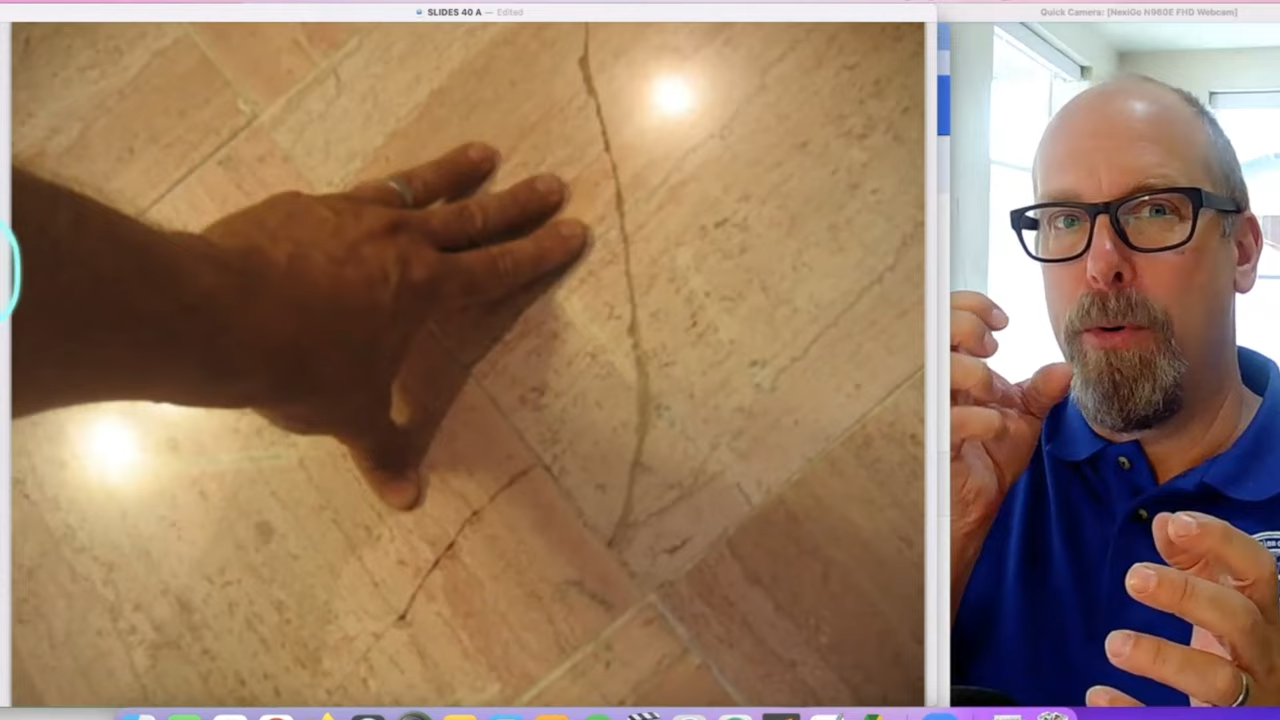 SLIDES 40 A — Edited
Quick Camera: [NexiGo N960E FHD Webcam]